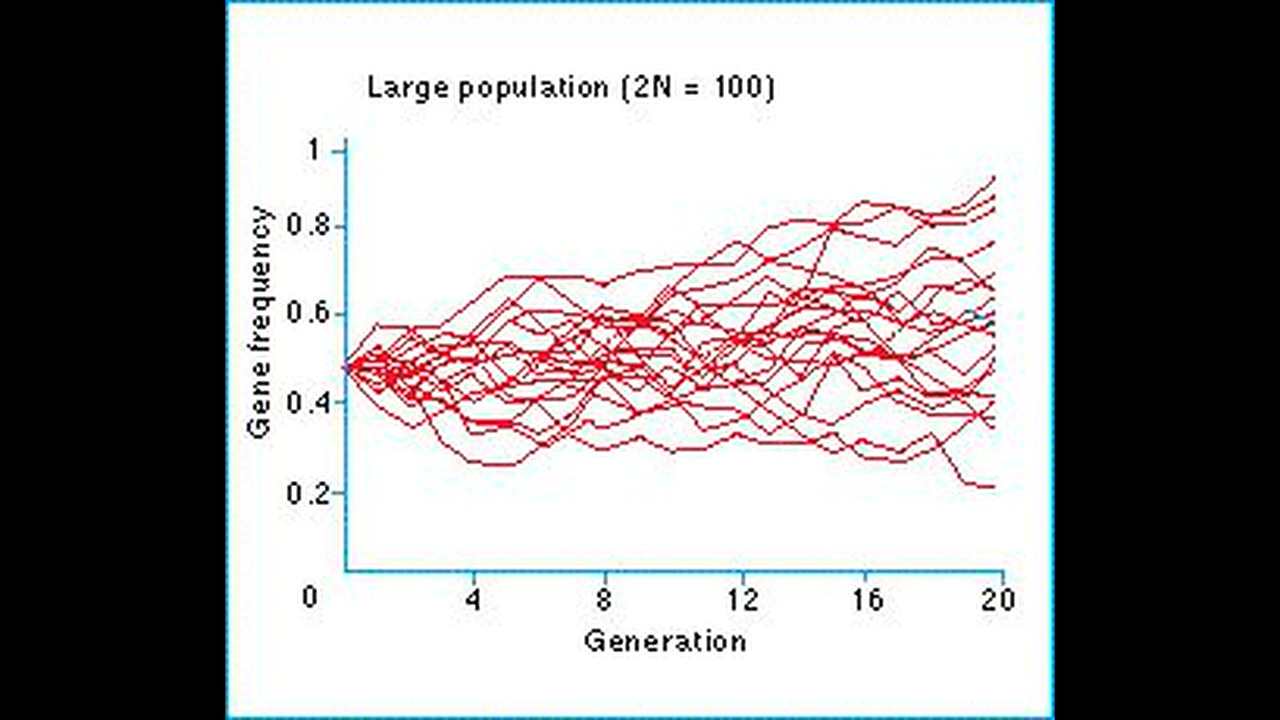 Large population (2N = 100)
1
0.8
0.6
0.4
0.2
0
Gene frequency
4 8 12 16 20
Generation